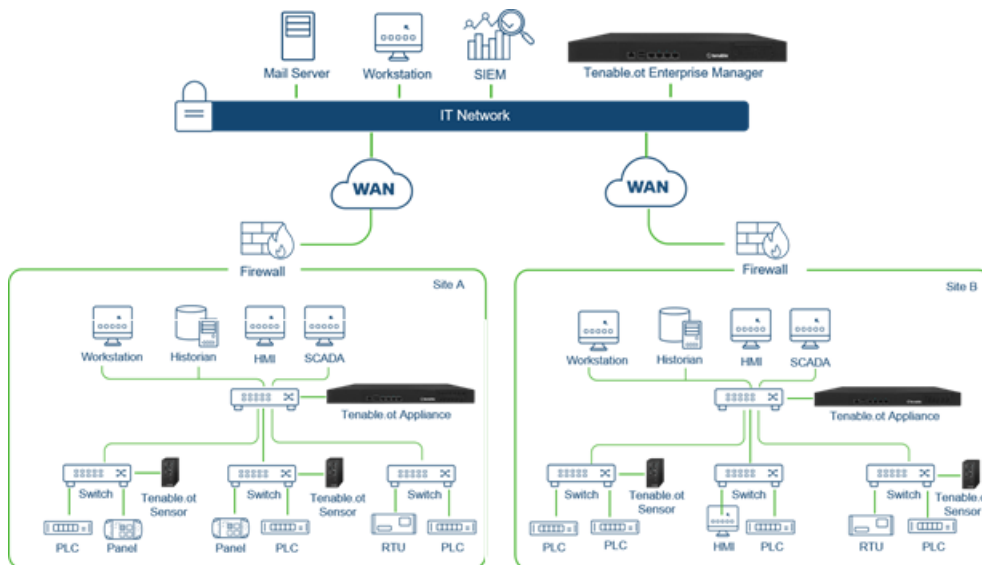 Mail Server
Workstation
SIEM
Tenable.ot Enterprise Manager
IT Network
WAN
WAN
Firewall
Firewall
Site A
Site B
Workstation
Historian
HMI
SCADA
Tenable.ot Appliance
Switch
Tenable.ot
Sensor
Switch
Tenable.ot
Sensor
Switch
PLC
Panel
Panel
PLC
RTU
PLC
Workstation
Historian
HMI
SCADA
Tenable.ot Appliance
Switch
Tenable.ot
Sensor
Switch
Switch
Tenable.ot
Sensor
PLC
PLC
HMI
PLC
RTU
PLC